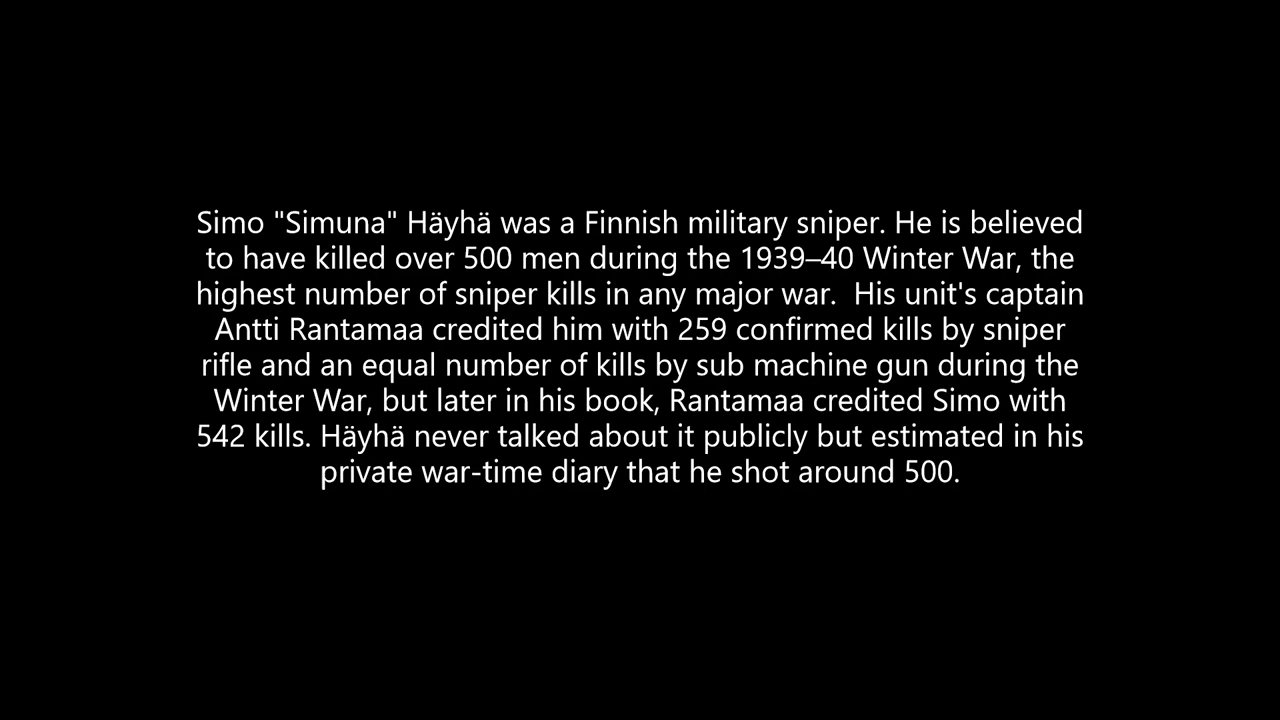 Simo "Simuna" Häyhä was a Finnish military sniper. He is believed
to have killed over 500 men during the 1939–40 Winter War, the
highest number of sniper kills in any major war.  His unit's captain
Antti Rantamaa credited him with 259 confirmed kills by sniper
rifle and an equal number of kills by sub machine gun during the
Winter War, but later in his book, Rantamaa credited Simo with
542 kills. Häyhä never talked about it publicly but estimated in his
private war-time diary that he shot around 500.